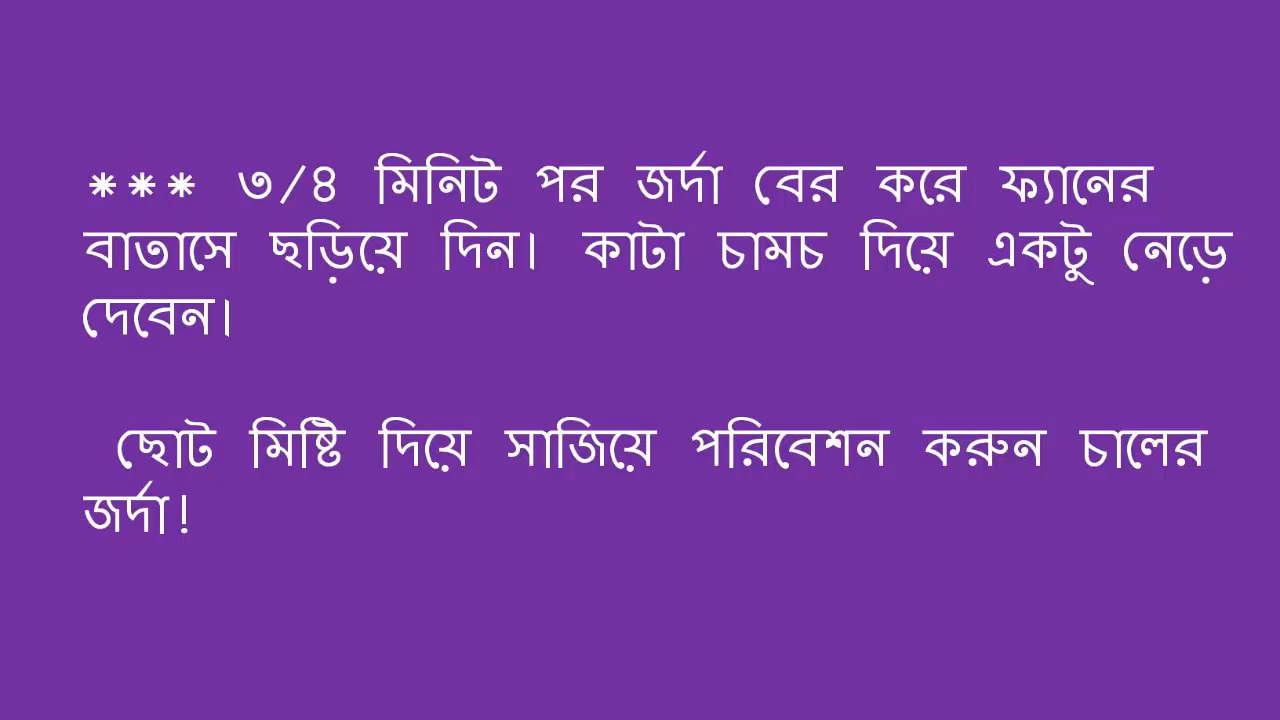 *** ৩/৪ মিনিট পর জর্দা বের করে ফ্যানের
বাতাসে ছড়িয়ে দিন। কাটা চামচ দিয়ে একটু নেড়ে
দেবেন।
ছোট মিষ্টি দিয়ে সাজিয়ে পরিবেশন করুন চালের
জর্দা!